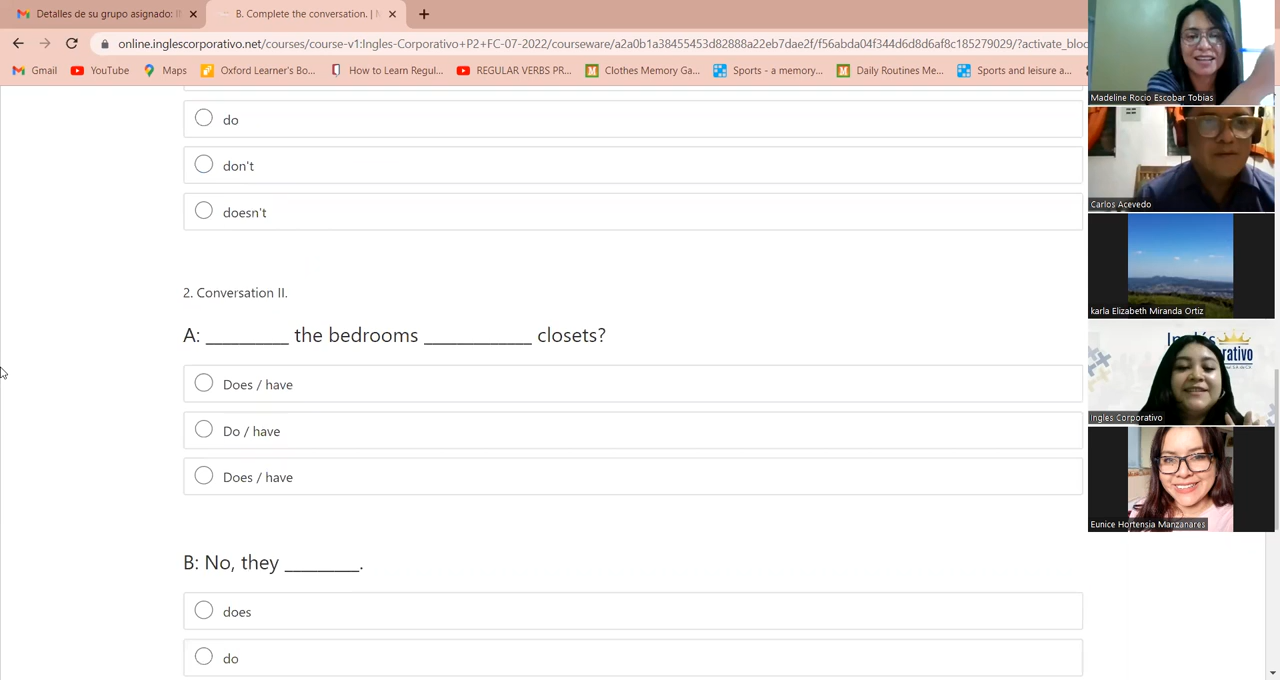 Detalles de su grupo asignado: (I
B. Complete the conversation. | N
online.inglescorporativo.net/courses/course-v1:Ingles-Corporativo+P2+FC-07-2022/courseware/a2a0b1a38455453d82888a22eb7dae2f/f56abda04f344d6d8d6af8c185279029/?activate_bloc
Gmail YouTube Maps Oxford Learner's Bo... How to Learn Regul... REGULAR VERBS PR... Clothes Memory Ga... Sports - a memory... Daily Routines Me... Sports and leisure a...
do
don't
doesn't
2. Conversation II.
A: _________ the bedrooms ____________ closets?
Does / have
Do / have
Does / have
B: No, they ________.
does
do
Madeline Rocio Escobar Tobias
Carlos Acevedo
karla Elizabeth Miranda Ortiz
Ingles Corporativo
Eunice Hortensia Manzanares